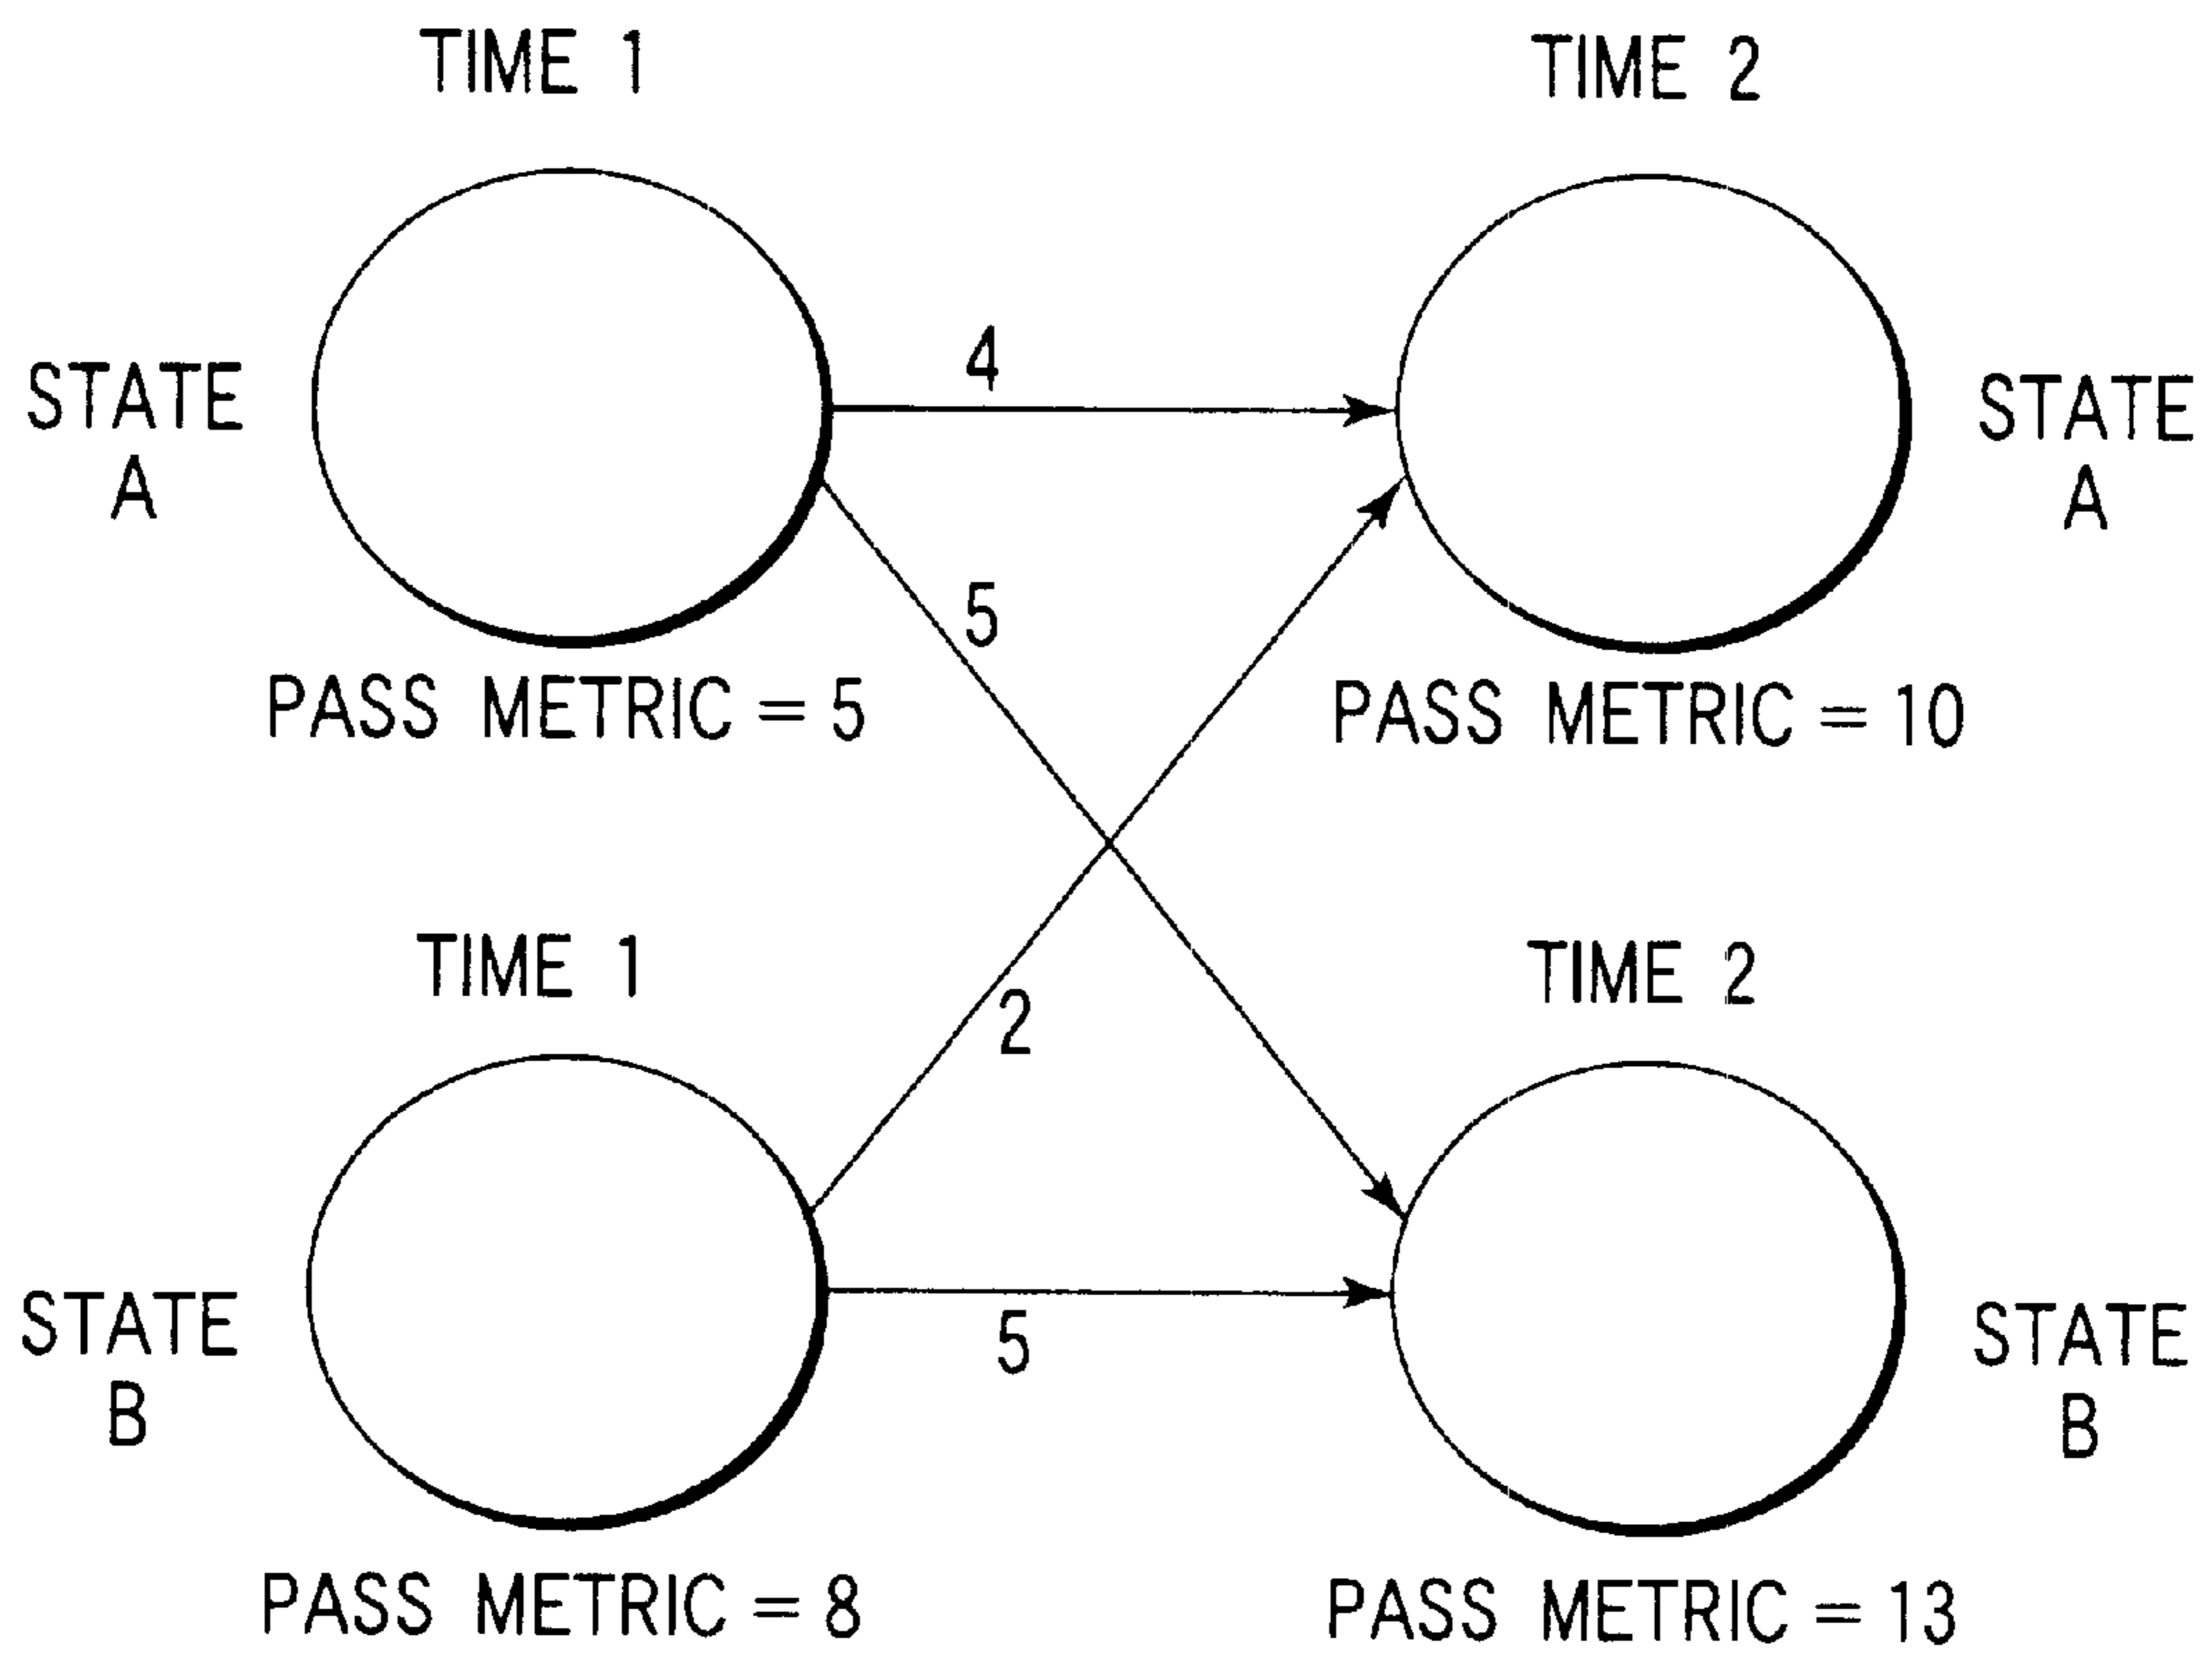 TIME 1
TIME 2
4
STATE
A
STATE
A
5
PASS METRIC = 5
PASS METRIC = 10
TIME 1
TIME 2
2
STATE
B
5
STATE
B
PASS METRIC = 8
PASS METRIC = 13